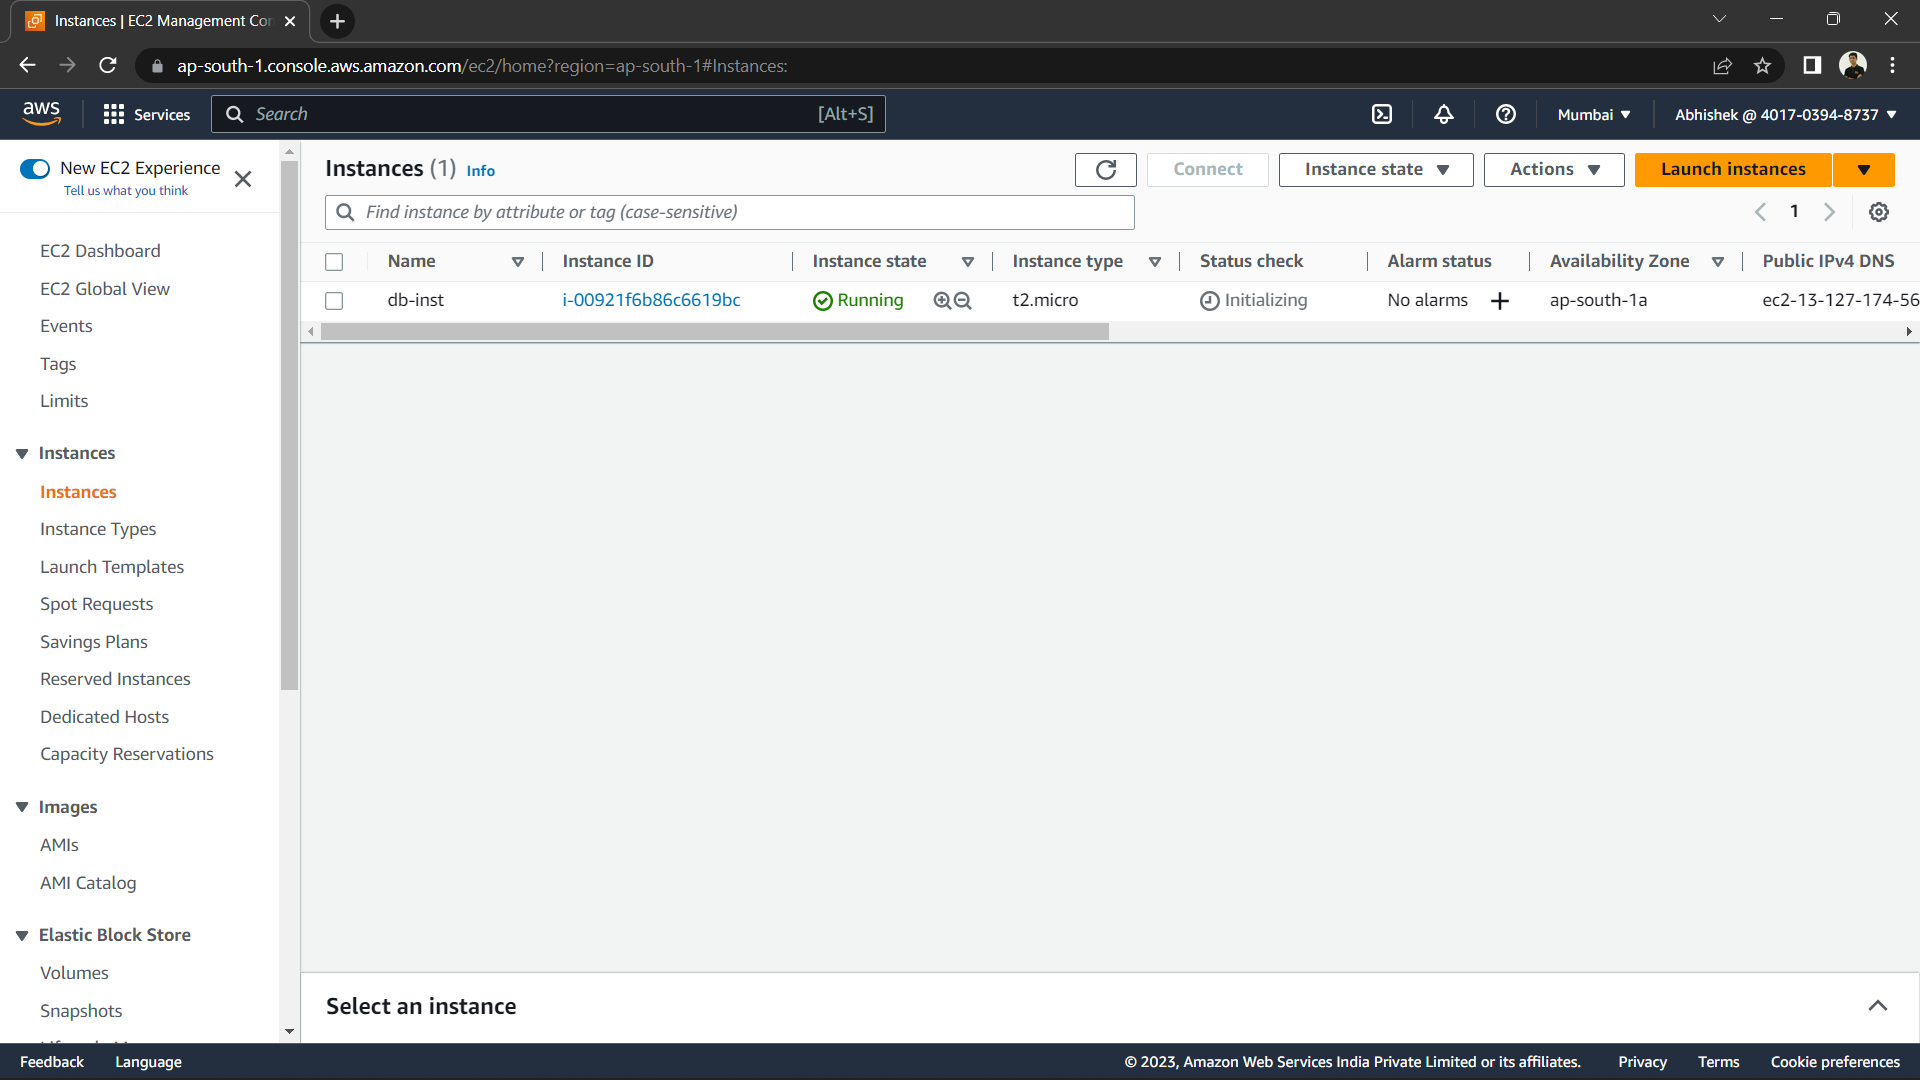 Instances | EC2 Management Con
ap-south-1.console.aws.amazon.com/ec2/home?region=ap-south-1#Instances:
aws
Services
Search
[Alt+S]
Mumbai
Abhishek @ 4017-0394-8737
New EC2 Experience
Tell us what you think
EC2 Dashboard
EC2 Global View
Events
Tags
Limits
Instances
Instances
Instance Types
Launch Templates
Spot Requests
Savings Plans
Reserved Instances
Dedicated Hosts
Capacity Reservations
Images
AMIs
AMI Catalog
Elastic Block Store
Volumes
Snapshots
Instances (1) Info
Connect
Instance state
Actions
Launch instances
Find instance by attribute or tag (case-sensitive)
1
Name Instance ID Instance state Instance type Status check Alarm status Availability Zone Public IPv4 DNS
db-inst i-00921f6b86c6619bc Running t2.micro Initializing No alarms + ap-south-1a ec2-13-127-174-56
Select an instance
Feedback Language © 2023, Amazon Web Services India Private Limited or its affiliates. Privacy Terms Cookie preferences